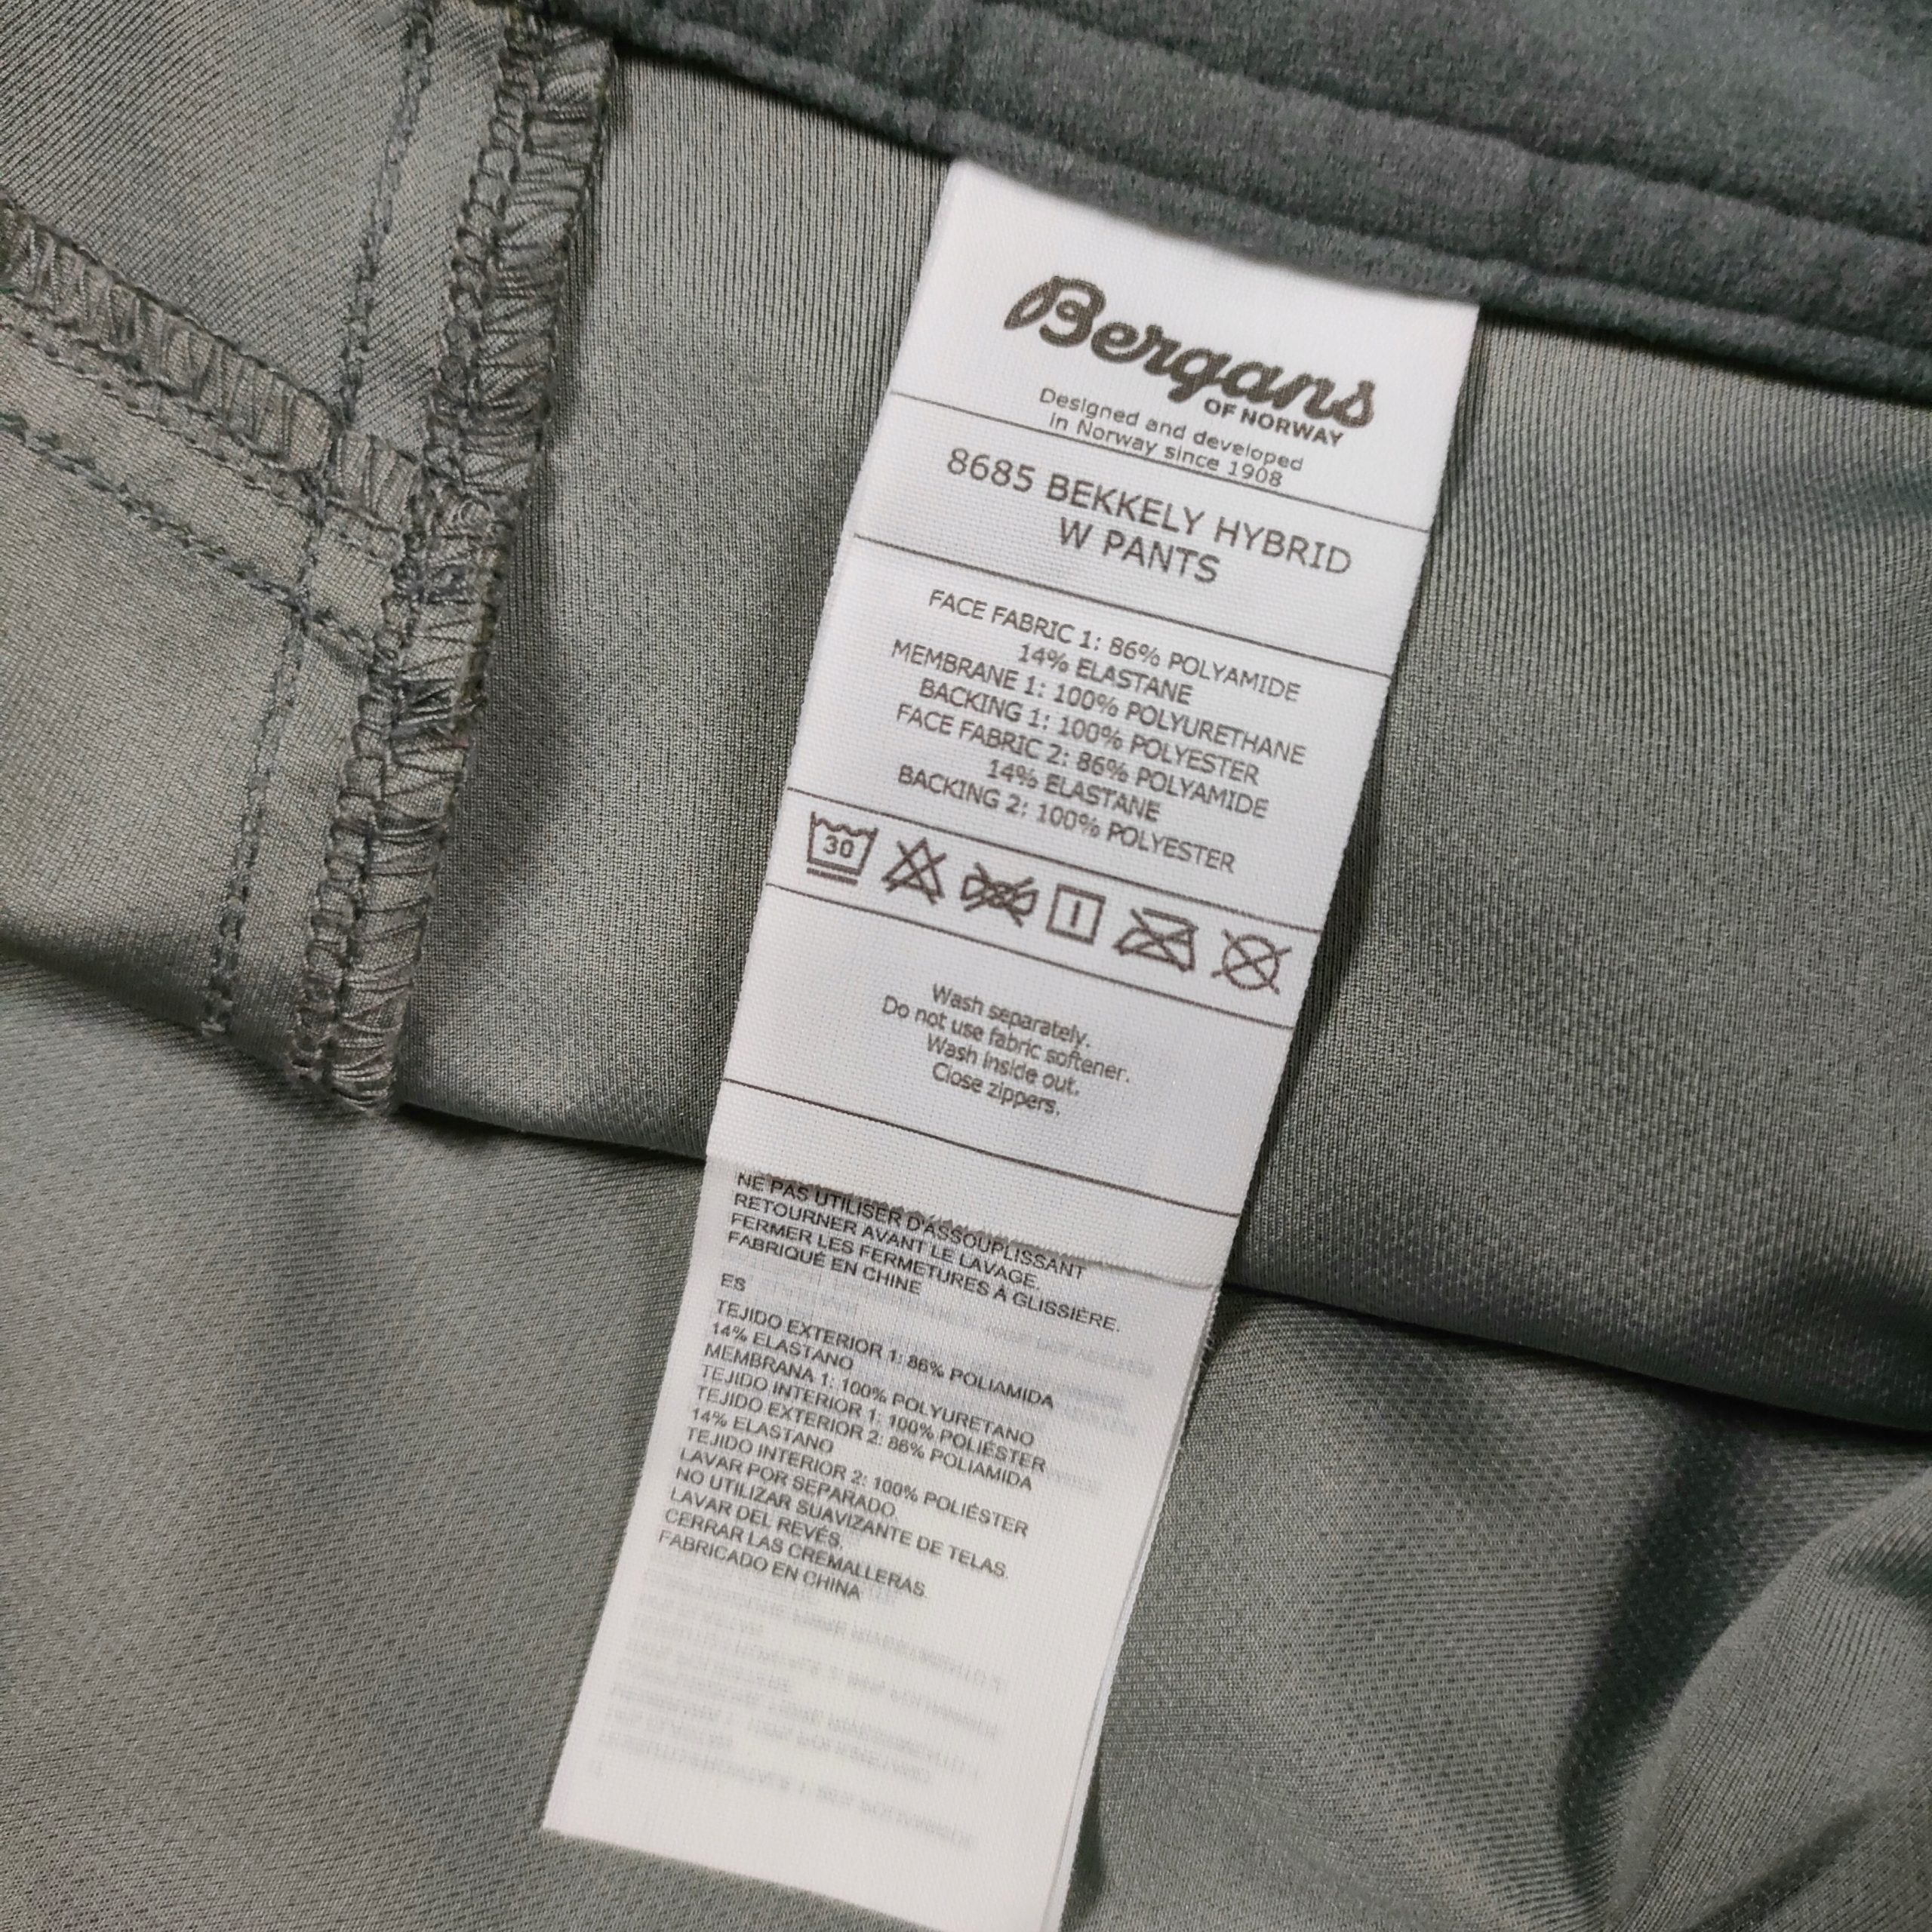 Bergans
OF NORWAY
Designed and developed
in Norway since 1908
8685 BEKKELY HYBRID
W PANTS
FACE FABRIC 1: 86% POLYAMIDE
14% ELASTANE
MEMBRANE 1: 100% POLYURETHANE
BACKING 1: 100% POLYESTER
FACE FABRIC 2: 86% POLYAMIDE
14% ELASTANE
BACKING 2: 100% POLYESTER
30
Wash separately.
Do not use fabric softener.
Wash inside out.
Close zippers.
NE PAS UTILISER D'ASSOUPLISSANT
RETOURNER AVANT LE LAVAGE.
FERMER LES FERMETURES À GLISSIÈRE.
FABRIQUÉ EN CHINE
ES
TEJIDO EXTERIOR 1: 86% POLIAMIDA
14% ELASTANO
MEMBRANA 1: 100% POLYURETANO
TEJIDO INTERIOR 1: 100% POLIÉSTER
TEJIDO EXTERIOR 2: 86% POLIAMIDA
14% ELASTANO
TEJIDO INTERIOR 2: 100% POLIÉSTER
LAVAR POR SEPARADO.
NO UTILIZAR SUAVIZANTE DE TELAS.
LAVAR DEL REVÉS.
CERRAR LAS CREMALLERAS.
FABRICADO EN CHINA